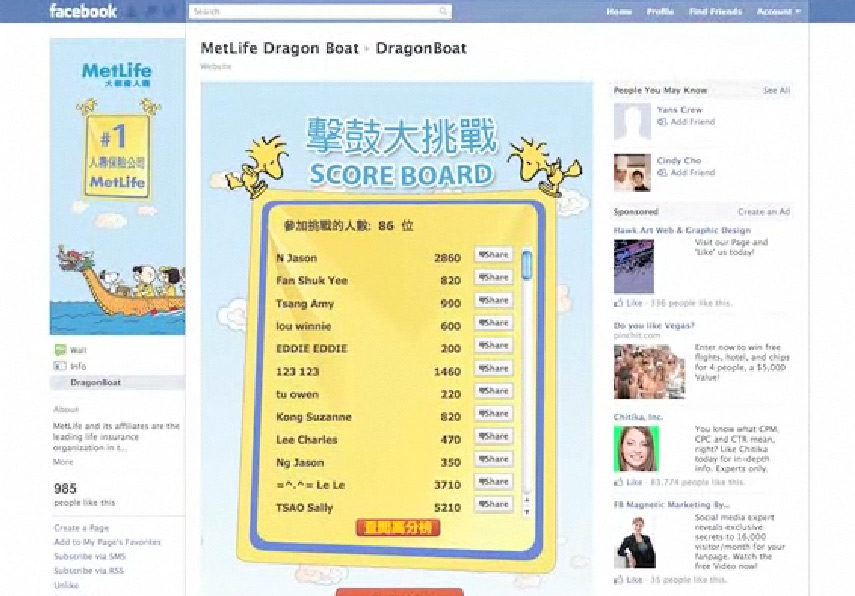 facebook
Search
Home Profile Find Friends Account
MetLife
#1
人壽保險公司
MetLife
Wall
Info
DragonBoat
About
MetLife and its affiliates are the
leading life insurance
organization in t...
More
985
people like this
Create a Page
Add to My Page's Favorites
Subscribe via SMS
Subscribe via RSS
Unlike
MetLife Dragon Boat ▸ DragonBoat
Website
擊鼓大挑戰
SCORE BOARD
參加挑戰的人數: 86 位
N Jason 2860 Share
Fan Shuk Yee 820 Share
Tsang Amy 990 Share
lou winnie 600 Share
EDDIE EDDIE 200 Share
123 123 1460 Share
tu owen 220 Share
Kong Suzanne 820 Share
Lee Charles 470 Share
Ng Jason 350 Share
=^.^= Le Le 3710 Share
TSAO Sally 5210 Share
People You May Know See All
Yans Crew
Add Friend
Cindy Cho
Add Friend
Sponsored Create an Ad
Hawk Art Web & Graphic Design
Visit our Page and
'Like' us today!
Like · 336 people like this.
Do you like Vegas?
Enter now to win free
flights, hotel, and chips
for 4 people, a $5,000
Value!
Chitika, Inc.
You know what CPM,
CPC and CTR mean,
right? Like Chitika
today for in-depth
info. Experts only.
Like · 83,774 people like this.
FB Magnetic Marketing By...
Social media expert
reveals exclusive
secrets to 16,000
visitor/month for your
fanpage. Watch the
free Video now!
Like · 35 people like this.